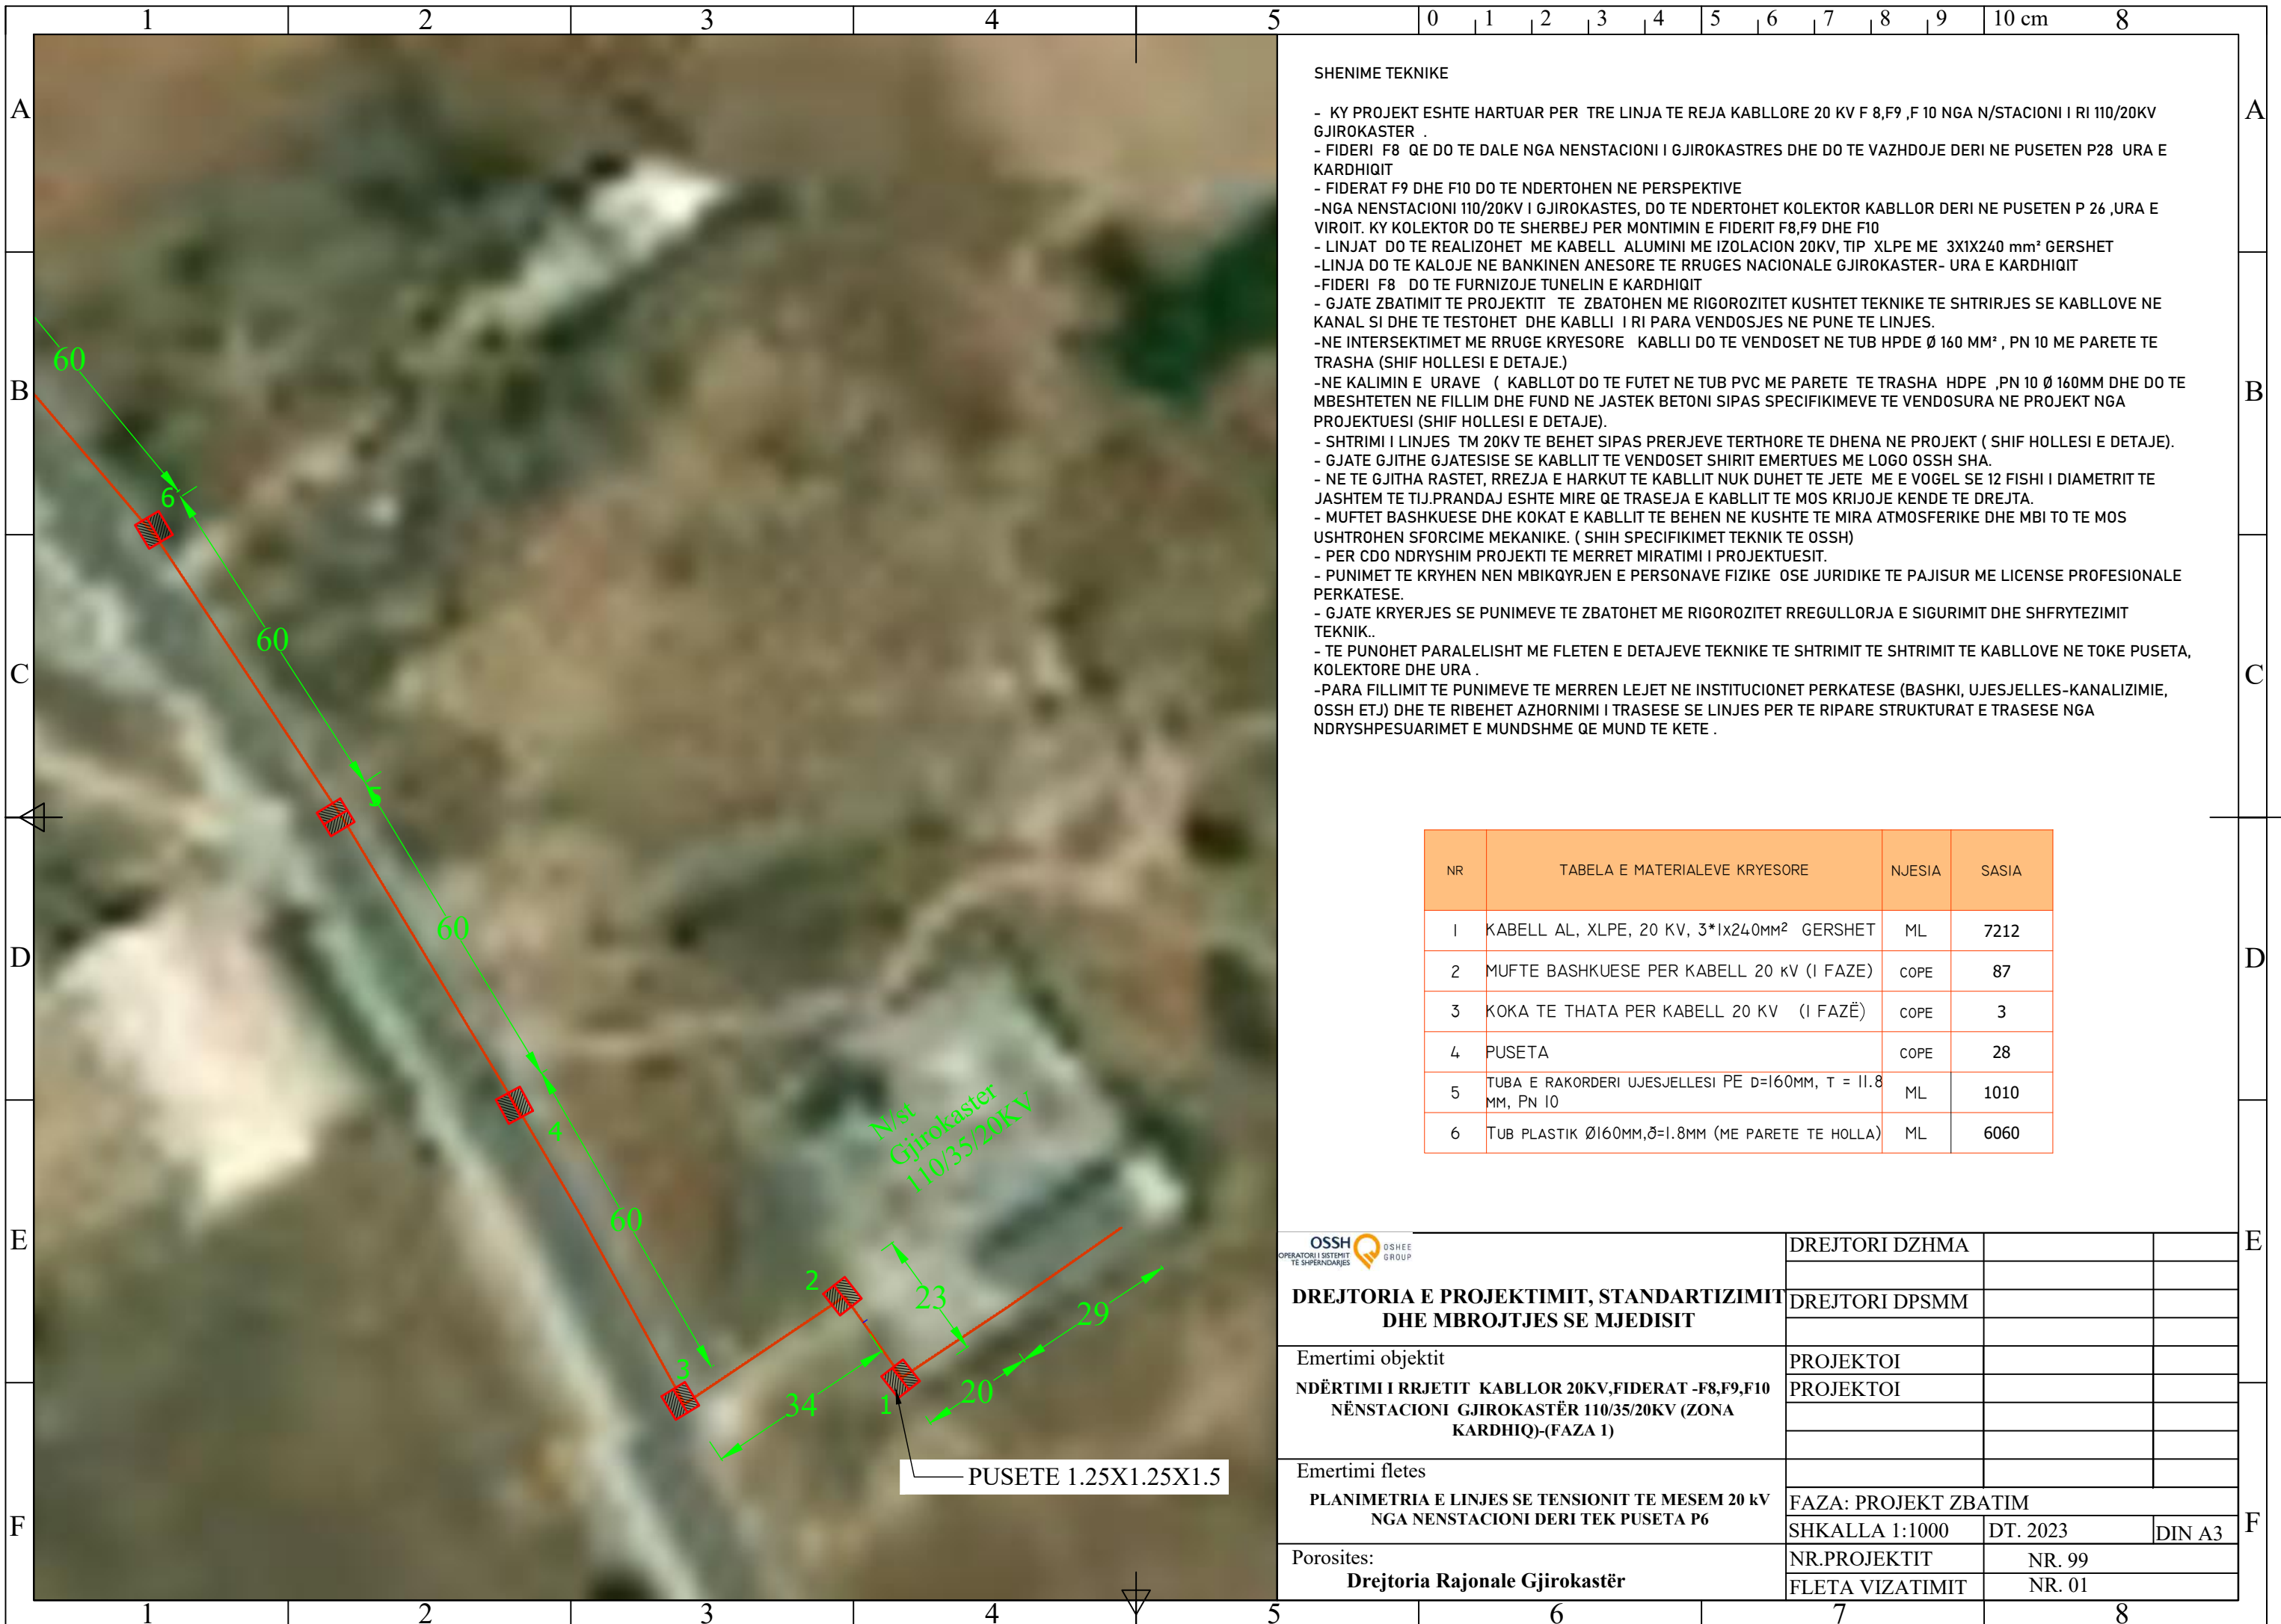 1 2 3 4 5 0 1 2 3 4 5 6 7 8 9 10 cm 8
A
B
C
D
E
F
60
6
60
5
60
4
60
3
2
1
N/st
Gjirokaster
110/35/20KV
23
29
20
34
PUSETE 1.25X1.25X1.5
SHENIME TEKNIKE
- KY PROJEKT ESHTE HARTUAR PER TRE LINJA TE REJA KABLLORE 20 KV F 8,F9 ,F 10 NGA N/STACIONI I RI 110/20KV
GJIROKASTER .
- FIDERI F8 QE DO TE DALE NGA NENSTACIONI I GJIROKASTRES DHE DO TE VAZHDOJE DERI NE PUSETEN P28 URA E
KARDHIQIT
- FIDERAT F9 DHE F10 DO TE NDERTOHEN NE PERSPEKTIVE
-NGA NENSTACIONI 110/20KV I GJIROKASTES, DO TE NDERTOHET KOLEKTOR KABLLOR DERI NE PUSETEN P 26 ,URA E
VIROIT. KY KOLEKTOR DO TE SHERBEJ PER MONTIMIN E FIDERIT F8,F9 DHE F10
- LINJAT DO TE REALIZOHET ME KABELL ALUMINI ME IZOLACION 20KV, TIP XLPE ME 3X1X240 mm² GERSHET
-LINJA DO TE KALOJE NE BANKINEN ANESORE TE RRUGES NACIONALE GJIROKASTER- URA E KARDHIQIT
-FIDERI F8 DO TE FURNIZOJE TUNELIN E KARDHIQIT
- GJATE ZBATIMIT TE PROJEKTIT TE ZBATOHEN ME RIGOROZITET KUSHTET TEKNIKE TE SHTRIRJES SE KABLLOVE NE
KANAL SI DHE TE TESTOHET DHE KABLLI I RI PARA VENDOSJES NE PUNE TE LINJES.
-NE INTERSEKTIMET ME RRUGE KRYESORE KABLLI DO TE VENDOSET NE TUB HPDE Ø 160 MM² , PN 10 ME PARETE TE
TRASHA (SHIF HOLLESI E DETAJE.)
-NE KALIMIN E URAVE ( KABLLOT DO TE FUTET NE TUB PVC ME PARETE TE TRASHA HDPE ,PN 10 Ø 160MM DHE DO TE
MBESHTETEN NE FILLIM DHE FUND NE JASTEK BETONI SIPAS SPECIFIKIMEVE TE VENDOSURA NE PROJEKT NGA
PROJEKTUESI (SHIF HOLLESI E DETAJE).
- SHTRIMI I LINJES TM 20KV TE BEHET SIPAS PRERJEVE TERTHORE TE DHENA NE PROJEKT ( SHIF HOLLESI E DETAJE).
- GJATE GJITHE GJATESISE SE KABLLIT TE VENDOSET SHIRIT EMERTUES ME LOGO OSSH SHA.
- NE TE GJITHA RASTET, RREZJA E HARKUT TE KABLLIT NUK DUHET TE JETE ME E VOGEL SE 12 FISHI I DIAMETRIT TE
JASHTEM TE TIJ.PRANDAJ ESHTE MIRE QE TRASEJA E KABLLIT TE MOS KRIJOJE KENDE TE DREJTA.
- MUFTET BASHKUESE DHE KOKAT E KABLLIT TE BEHEN NE KUSHTE TE MIRA ATMOSFERIKE DHE MBI TO TE MOS
USHTROHEN SFORCIME MEKANIKE. ( SHIH SPECIFIKIMET TEKNIK TE OSSH)
- PER CDO NDRYSHIM PROJEKTI TE MERRET MIRATIMI I PROJEKTUESIT.
- PUNIMET TE KRYHEN NEN MBIKQYRJEN E PERSONAVE FIZIKE OSE JURIDIKE TE PAJISUR ME LICENSE PROFESIONALE
PERKATESE.
- GJATE KRYERJES SE PUNIMEVE TE ZBATOHET ME RIGOROZITET RREGULLORJA E SIGURIMIT DHE SHFRYTEZIMIT
TEKNIK..
- TE PUNOHET PARALELISHT ME FLETEN E DETAJEVE TEKNIKE TE SHTRIMIT TE SHTRIMIT TE KABLLOVE NE TOKE PUSETA,
KOLEKTORE DHE URA .
-PARA FILLIMIT TE PUNIMEVE TE MERREN LEJET NE INSTITUCIONET PERKATESE (BASHKI, UJESJELLES-KANALIZIMIE,
OSSH ETJ) DHE TE RIBEHET AZHORNIMI I TRASESE SE LINJES PER TE RIPARE STRUKTURAT E TRASESE NGA
NDRYSHPESUARIMET E MUNDSHME QE MUND TE KETE .
NR TABELA E MATERIALEVE KRYESORE NJESIA SASIA
1 KABELL AL, XLPE, 20 KV, 3*1x240MM² GERSHET ML 7212
2 MUFTE BASHKUESE PER KABELL 20 KV (1 FAZE) COPE 87
3 KOKA TE THATA PER KABELL 20 KV (1 FAZË) COPE 3
4 PUSETA COPE 28
5 TUBA E RAKORDERI UJESJELLESI PE D=160MM, T = 11.8
MM, PN 10 ML 1010
6 TUB PLASTIK Ø160MM,ð=1.8MM (ME PARETE TE HOLLA) ML 6060
OSSH
OPERATORI I SISTEMIT
TE SHPERNDARJES
OSHEE
GROUP
DREJTORIA E PROJEKTIMIT, STANDARTIZIMIT
DHE MBROJTJES SE MJEDISIT
DREJTORI DZHMA
DREJTORI DPSMM
Emertimi objektit
NDËRTIMI I RRJETIT KABLLOR 20KV,FIDERAT -F8,F9,F10
NËNSTACIONI GJIROKASTËR 110/35/20KV (ZONA
KARDHIQ)-(FAZA 1)
PROJEKTOI
PROJEKTOI
Emertimi fletes
PLANIMETRIA E LINJES SE TENSIONIT TE MESEM 20 kV
NGA NENSTACIONI DERI TEK PUSETA P6
FAZA: PROJEKT ZBATIM
SHKALLA 1:1000 DT. 2023 DIN A3
Porosites:
Drejtoria Rajonale Gjirokastër
NR.PROJEKTIT NR. 99
FLETA VIZATIMIT NR. 01
A
B
C
D
E
F
1 2 3 4 5 6 7 8